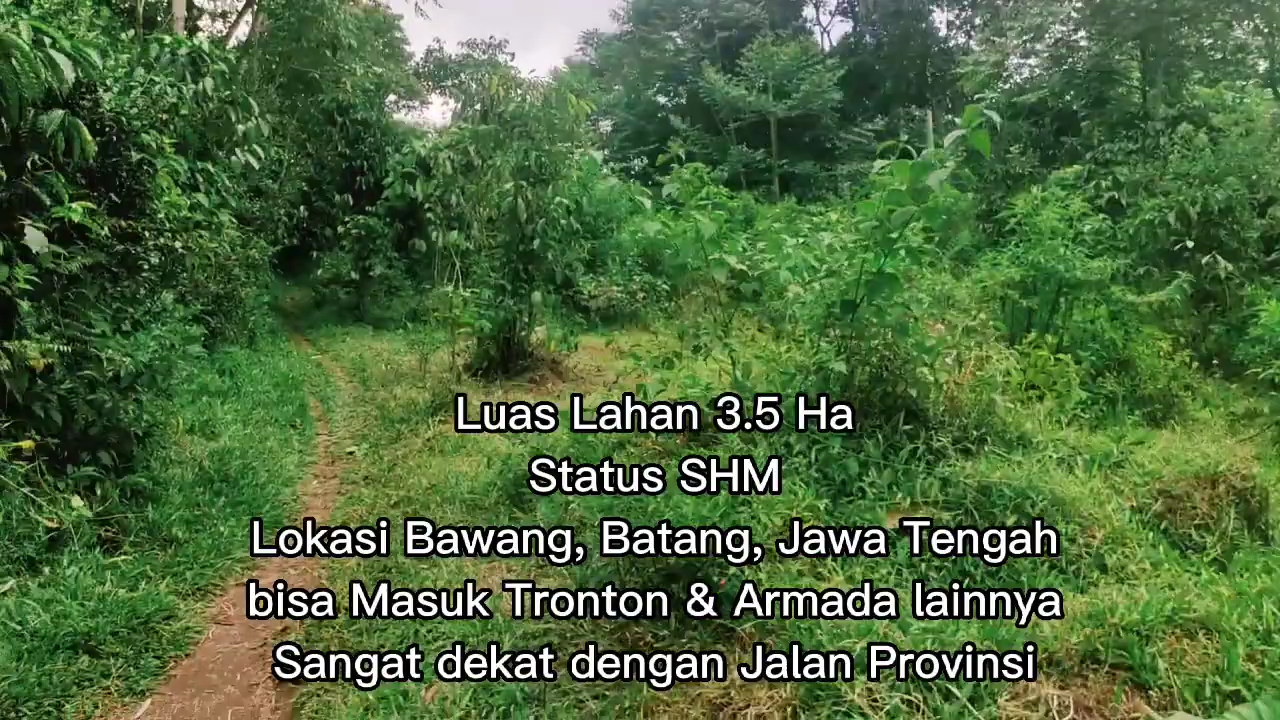 Luas Lahan 3.5 Ha
Status SHM
Lokasi Bawang, Batang, Jawa Tengah
bisa Masuk Tronton & Armada lainnya
Sangat dekat dengan Jalan Provinsi